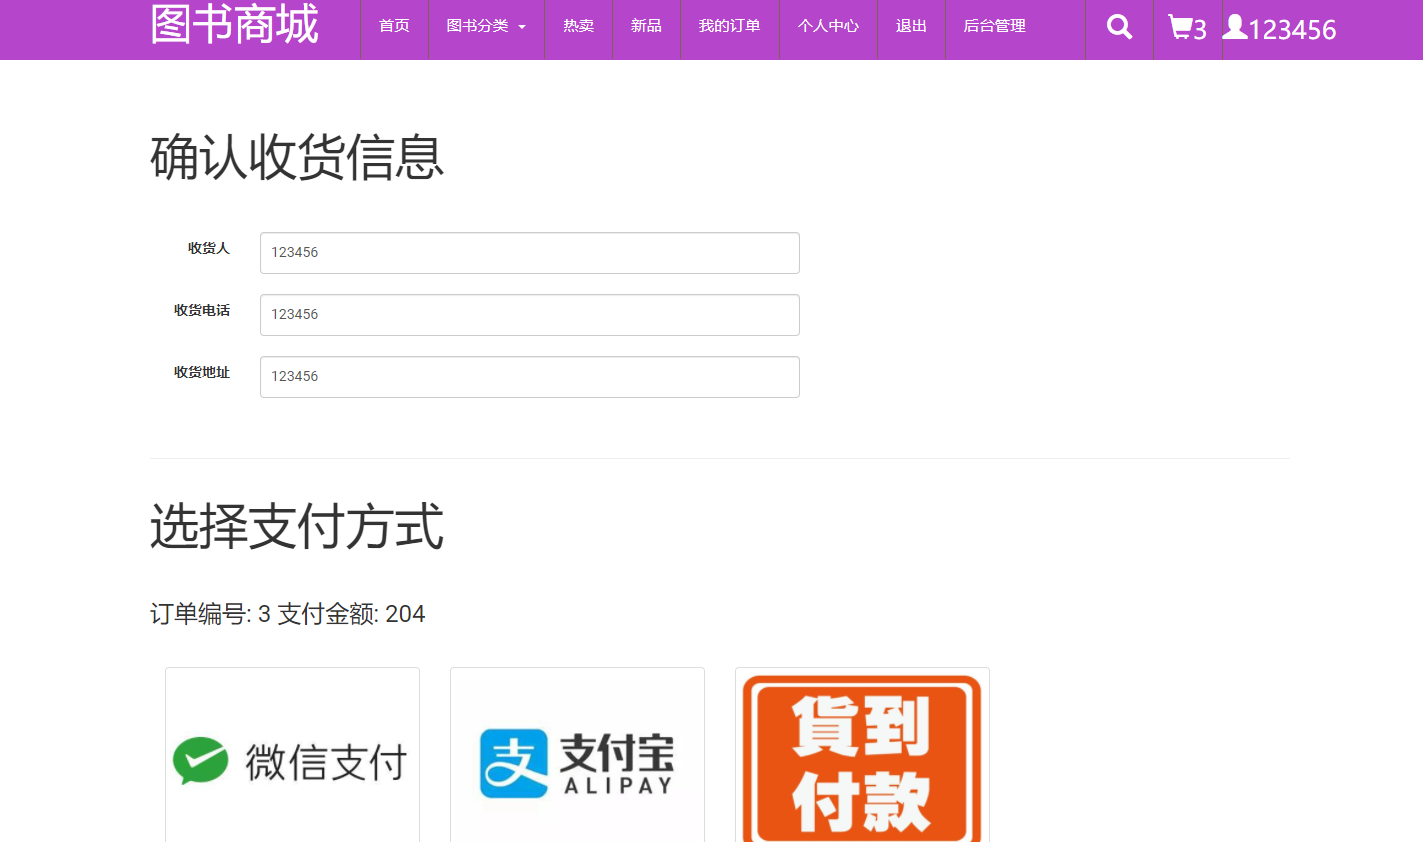 图书商城 首页 图书分类 热卖 新品 我的订单 个人中心 退出 后台管理 3 123456
确认收货信息
收货人 123456
收货电话 123456
收货地址 123456
选择支付方式
订单编号: 3 支付金额: 204
微信支付
支付宝
ALIPAY
貨到
付款